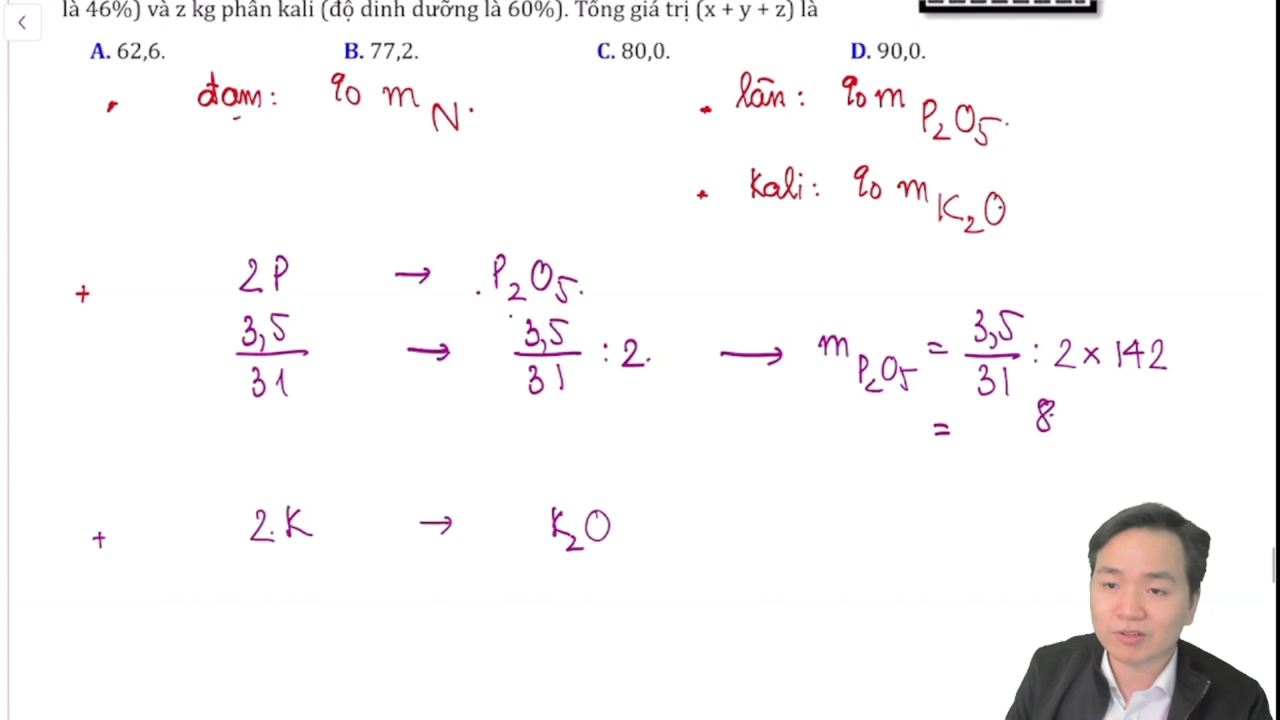 là 46%) và z kg phân kali (độ dinh dưỡng là 60%). Tổng giá trị (x + y + z) là
A. 62,6. B. 77,2. C. 80,0. D. 90,0.
• đạm: % m N.
• lân: % m P₂O₅.
• kali: % m K₂O
+ 2P → P₂O₅.
3,5/31 → 3,5/31 : 2. → m P₂O₅ = 3,5/31 : 2 × 142
= 8
+ 2.K → K₂O